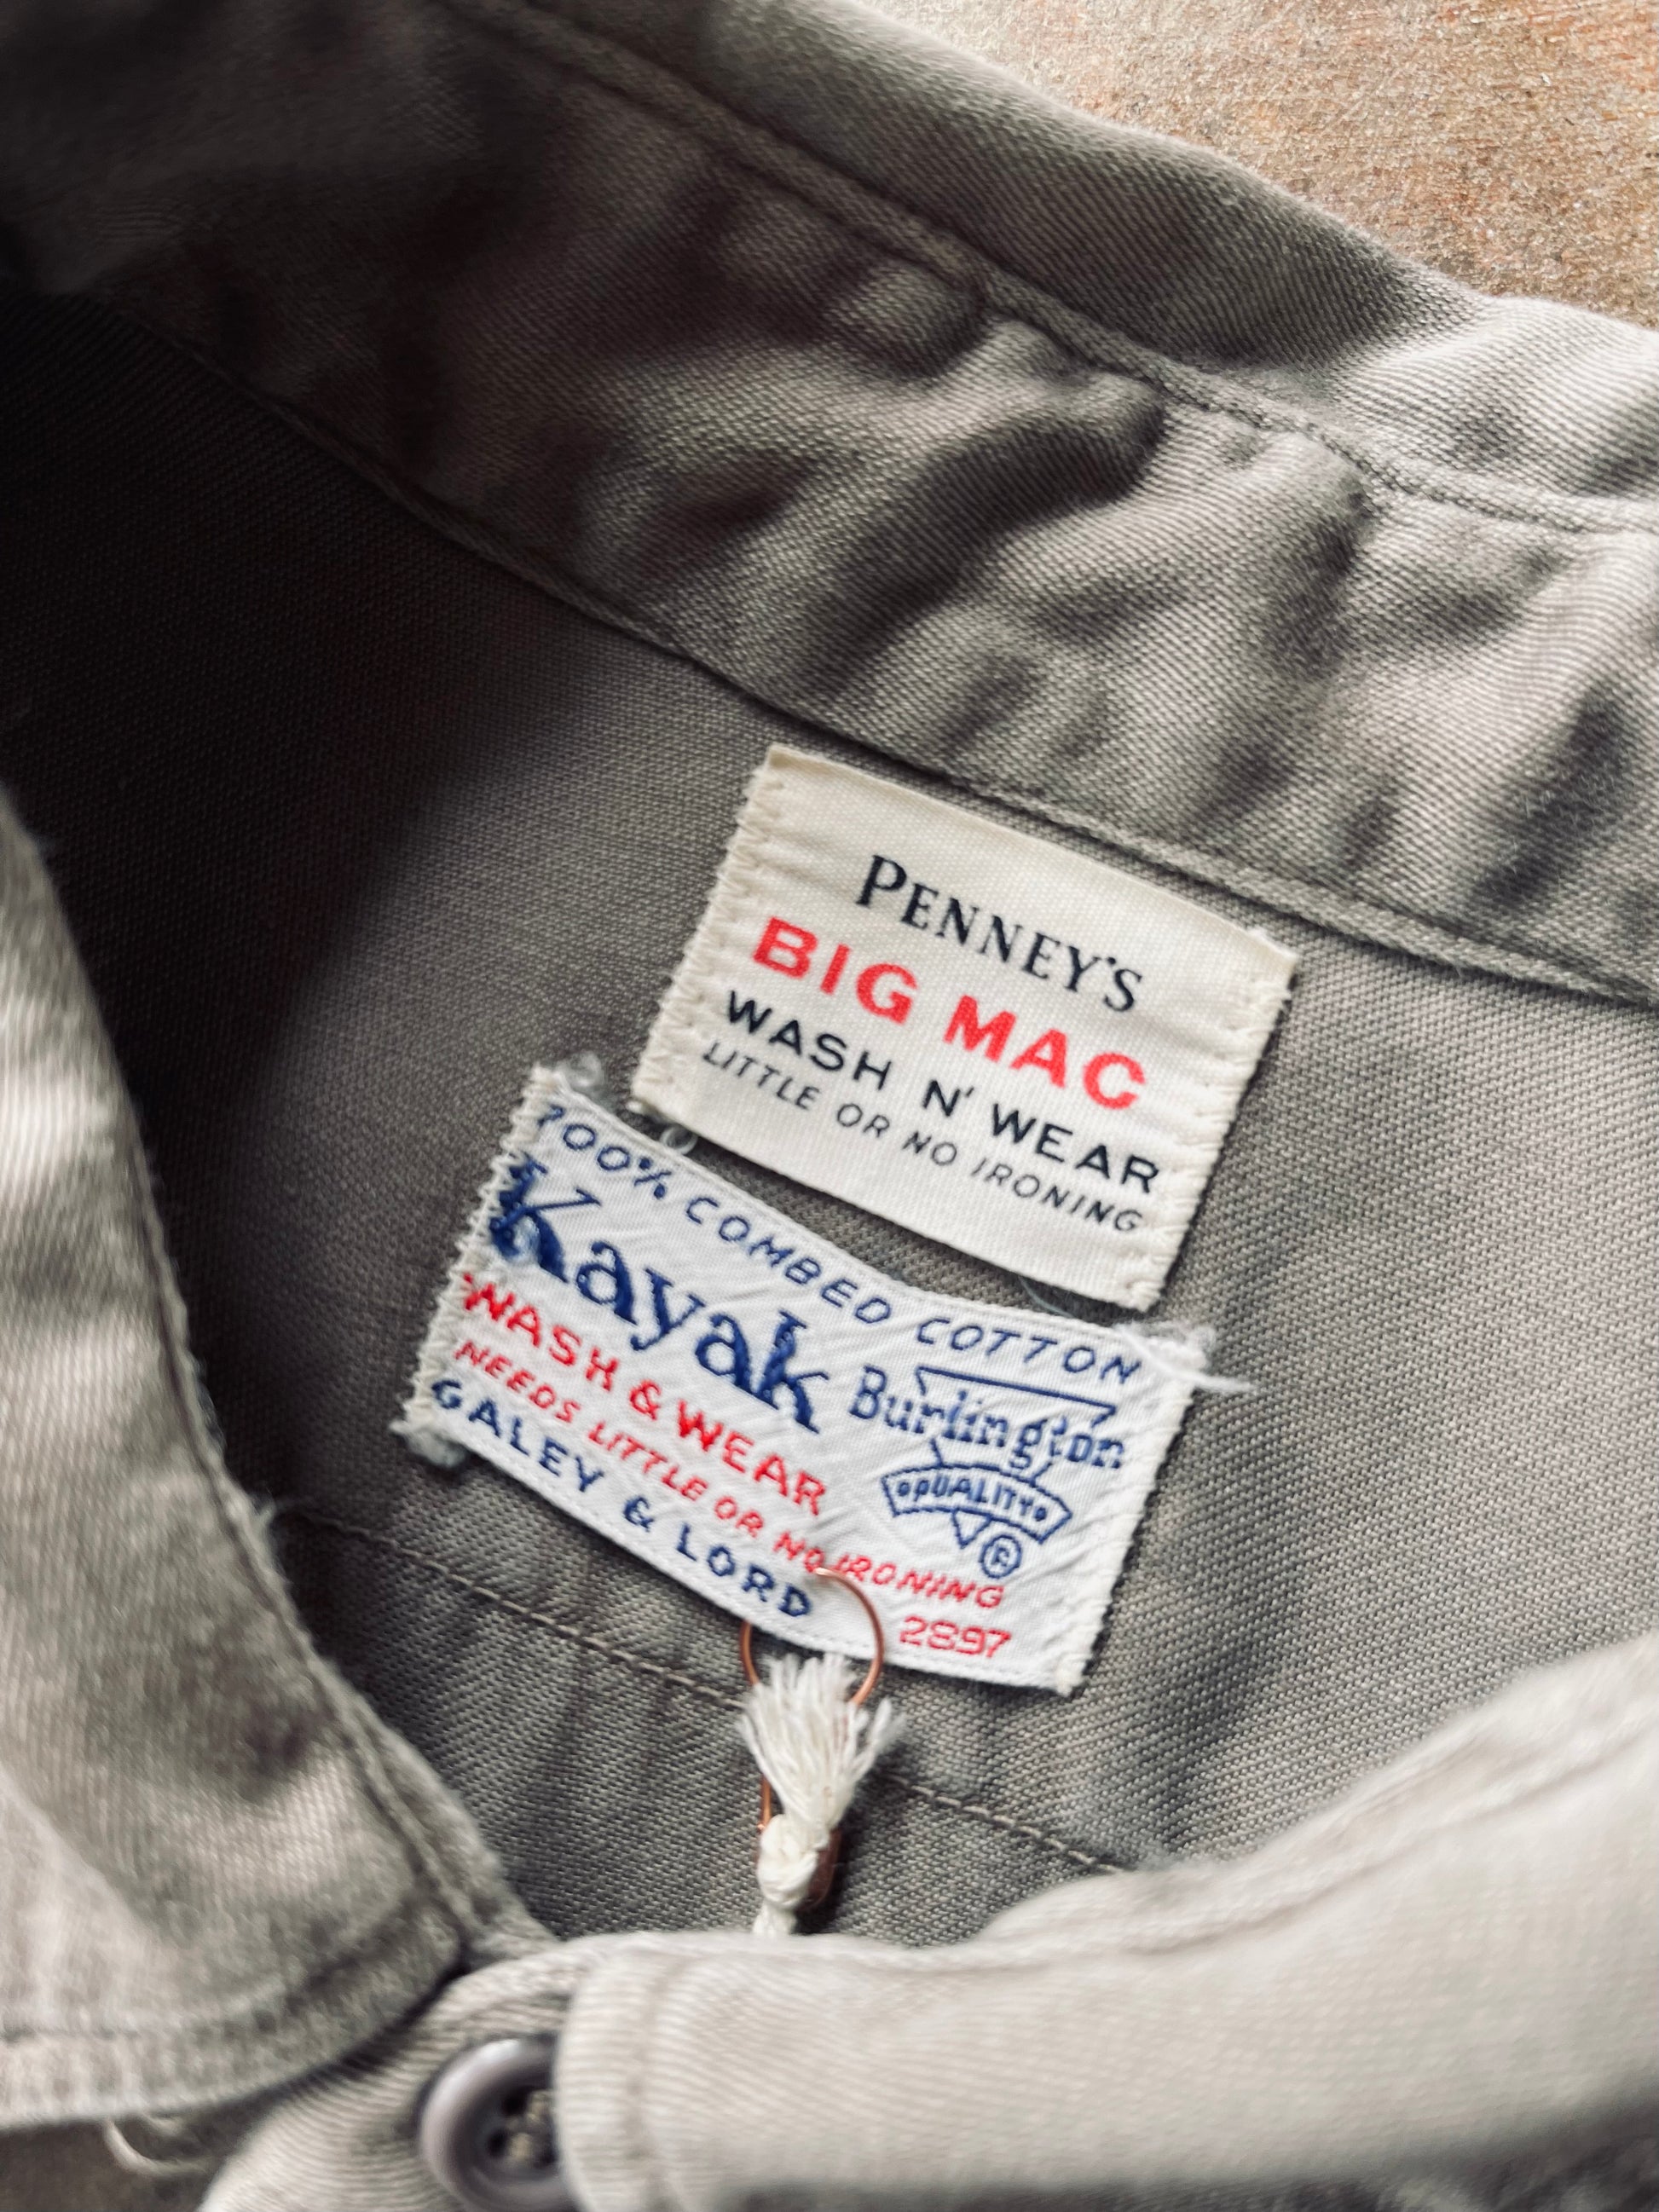 PENNEY'S
BIG MAC
WASH N' WEAR
LITTLE OR NO IRONING
100% COMBED COTTON
Kayak
Burlington
QUALITY
®
WASH & WEAR
NEEDS LITTLE OR NO IRONING
GALEY & LORD
2897